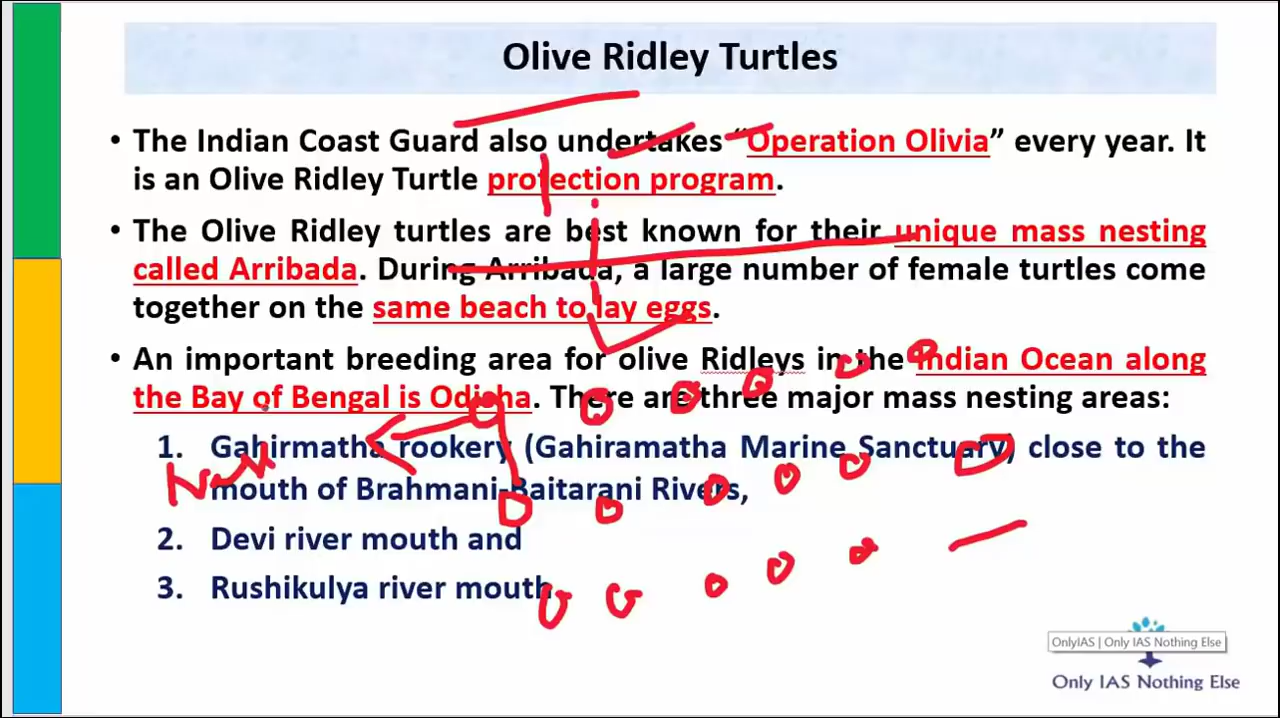 Olive Ridley Turtles
• The Indian Coast Guard also undertakes “Operation Olivia” every year. It
is an Olive Ridley Turtle protection program.
• The Olive Ridley turtles are best known for their unique mass nesting
called Arribada. During Arribada, a large number of female turtles come
together on the same beach to lay eggs.
• An important breeding area for olive Ridleys in the Indian Ocean along
the Bay of Bengal is Odisha. There are three major mass nesting areas:
1. Gahirmatha rookery (Gahiramatha Marine Sanctuary) close to the
mouth of Brahmani-Baitarani Rivers,
2. Devi river mouth and
3. Rushikulya river mouth
OnlyIAS | Only IAS Nothing Else
Only IAS Nothing Else